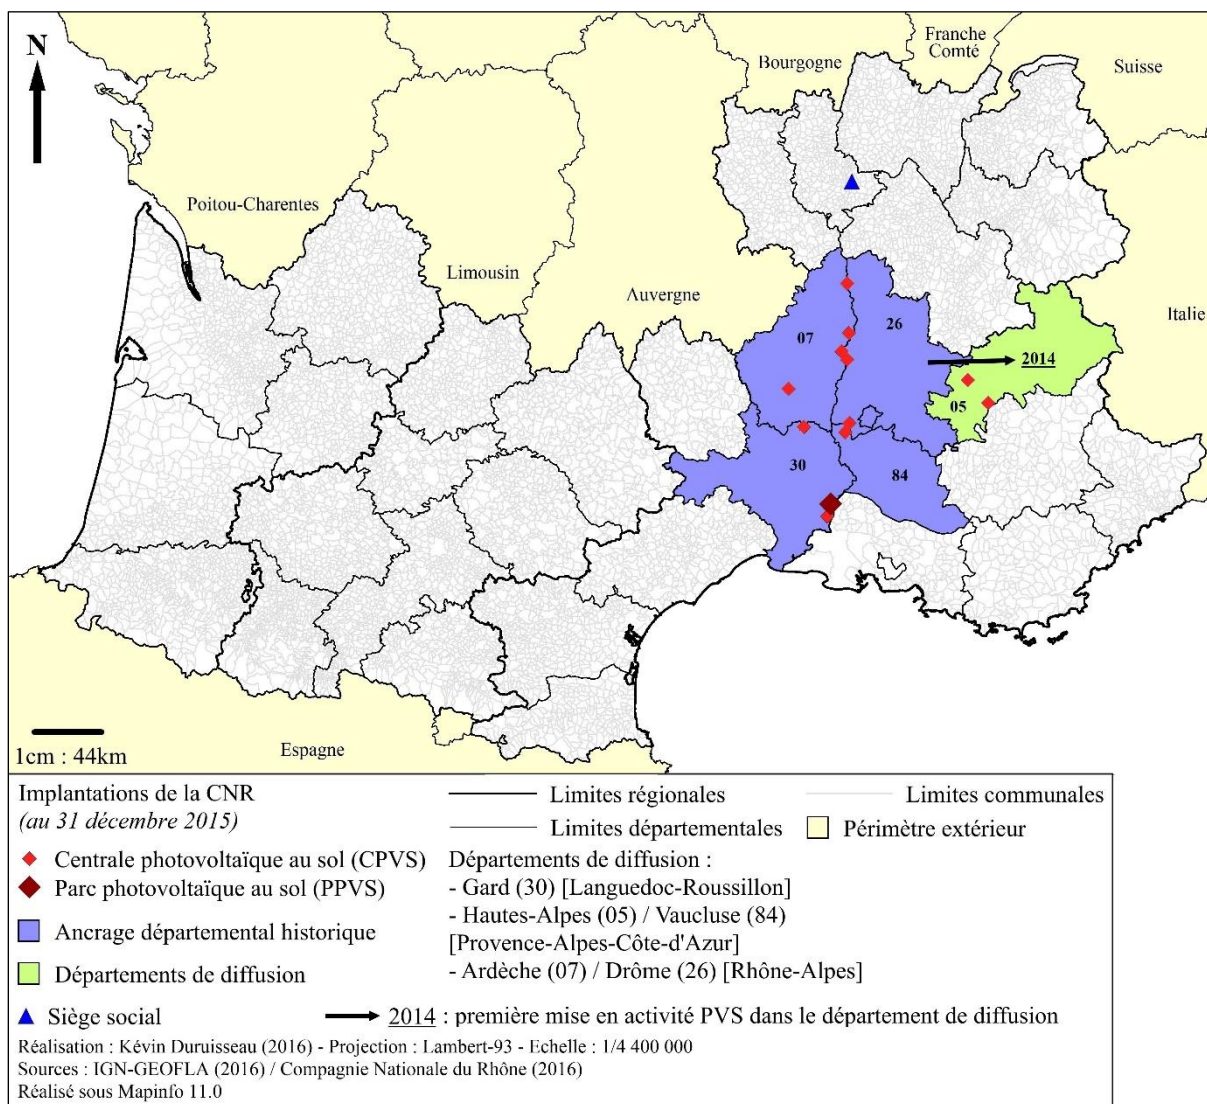 N
Franche
Comté
Bourgogne
Suisse
Poitou-Charentes
Limousin
Auvergne
Italie
07
26
2014
05
30
84
1cm : 44km
Espagne
Implantations de la CNR
(au 31 décembre 2015)
Centrale photovoltaïque au sol (CPVS)
Parc photovoltaïque au sol (PPVS)
Ancrage départemental historique
Départements de diffusion
Siège social
Limites régionales
Limites départementales
Limites communales
Périmètre extérieur
Départements de diffusion :
- Gard (30) [Languedoc-Roussillon]
- Hautes-Alpes (05) / Vaucluse (84)
[Provence-Alpes-Côte-d'Azur]
- Ardèche (07) / Drôme (26) [Rhône-Alpes]
2014 : première mise en activité PVS dans le département de diffusion
Réalisation : Kévin Duruisseau (2016) - Projection : Lambert-93 - Echelle : 1/4 400 000
Sources : IGN-GEOFLA (2016) / Compagnie Nationale du Rhône (2016)
Réalisé sous Mapinfo 11.0